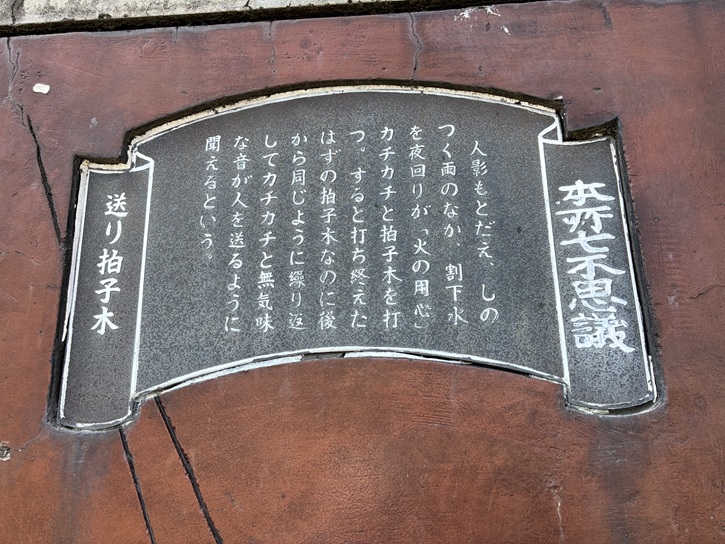 本所七不思議
人影もとだえ、しの
つく雨のなか、割下水
を夜回りが「火の用心」
カチカチと拍子木を打
つ。すると打ち終えた
はずの拍子木なのに後
から同じように繰り返
してカチカチと無気味
な音が人を送るように
聞えるという。
送り拍子木